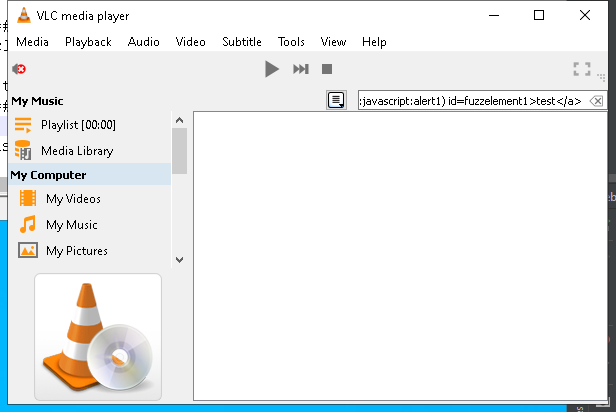 VLC media player
Media Playback Audio Video Subtitle Tools View Help
My Music
:javascript:alert1) id=fuzzelement1>test</a>
Playlist [00:00]
Media Library
My Computer
My Videos
My Music
My Pictures